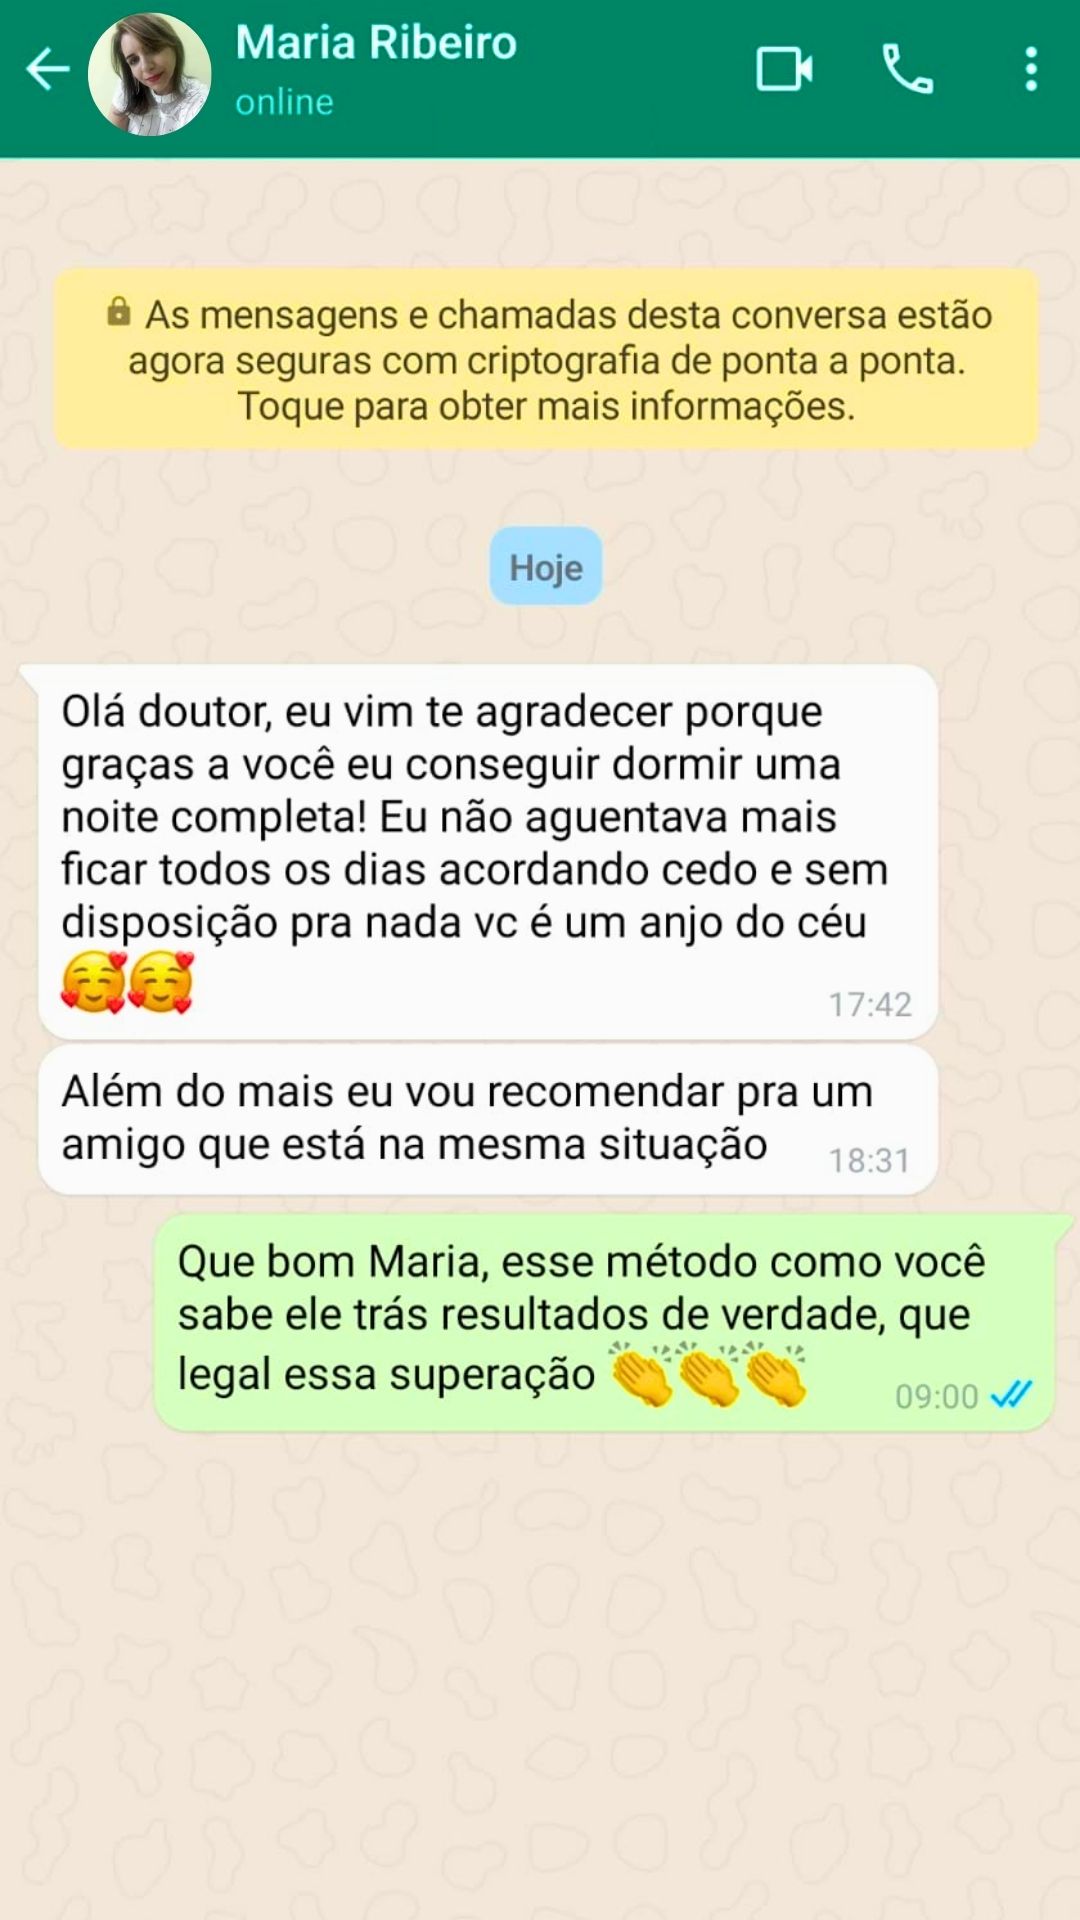 Maria Ribeiro
online
As mensagens e chamadas desta conversa estão
agora seguras com criptografia de ponta a ponta.
Toque para obter mais informações.
Hoje
Olá doutor, eu vim te agradecer porque
graças a você eu conseguir dormir uma
noite completa! Eu não aguentava mais
ficar todos os dias acordando cedo e sem
disposição pra nada vc é um anjo do céu
🥰🥰
17:42
Além do mais eu vou recomendar pra um
amigo que está na mesma situação
18:31
Que bom Maria, esse método como você
sabe ele trás resultados de verdade, que
legal essa superação 👏👏👏
09:00